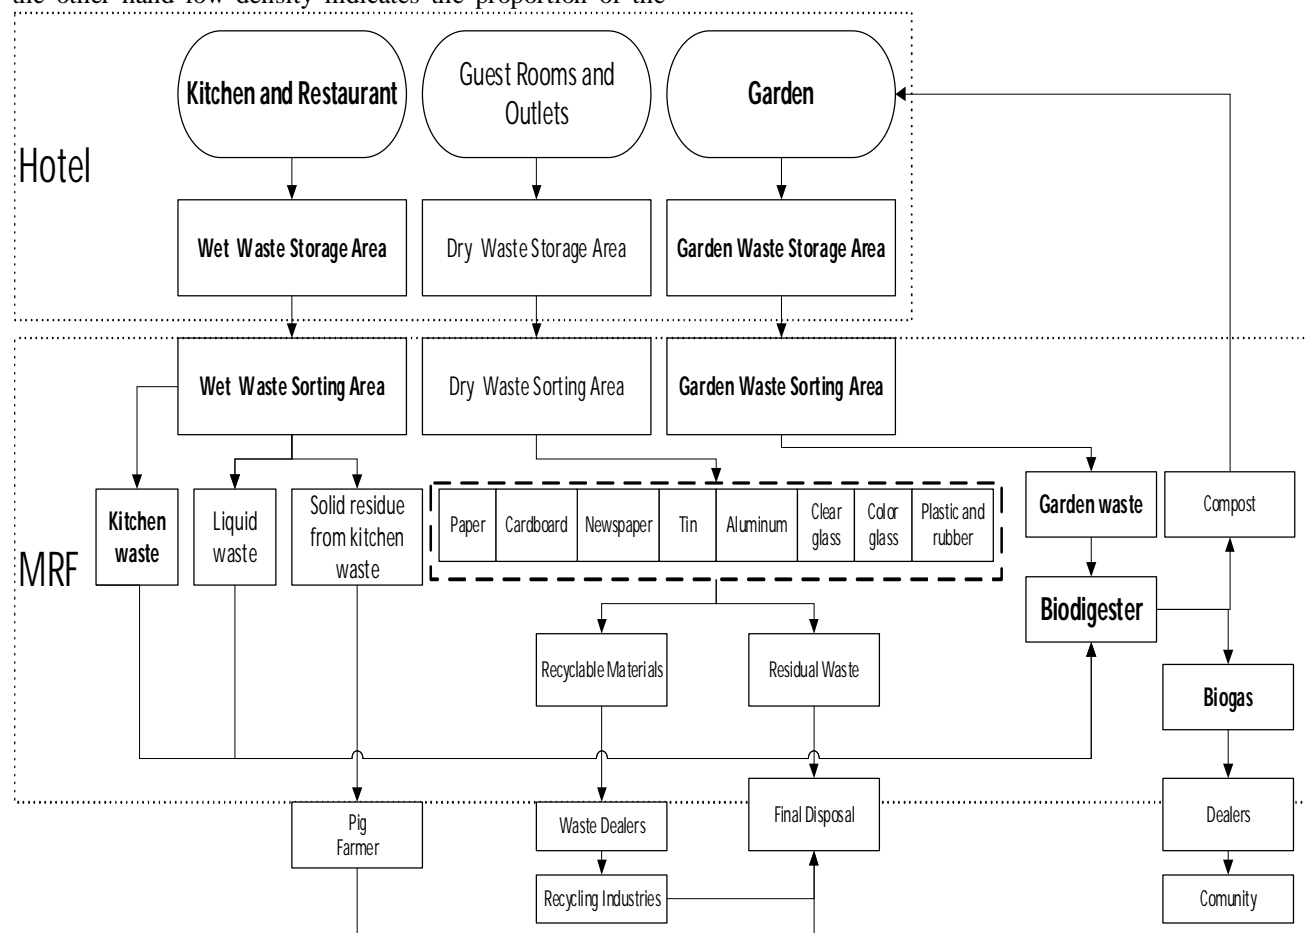 the other hand low density indicates the proportion of the
Kitchen and Restaurant
Guest Rooms and
Outlets
Garden
Hotel
Wet Waste Storage Area
Dry Waste Storage Area
Garden Waste Storage Area
Wet Waste Sorting Area
Dry Waste Sorting Area
Garden Waste Sorting Area
MRF
Kitchen
waste
Liquid
waste
Solid residue
from kitchen
waste
Paper
Cardboard
Newspaper
Tin
Aluminum
Clear
glass
Color
glass
Plastic and
rubber
Garden waste
Compost
Biodigester
Recyclable Materials
Residual Waste
Biogas
Pig
Farmer
Waste Dealers
Final Disposal
Dealers
Recycling Industries
Comunity